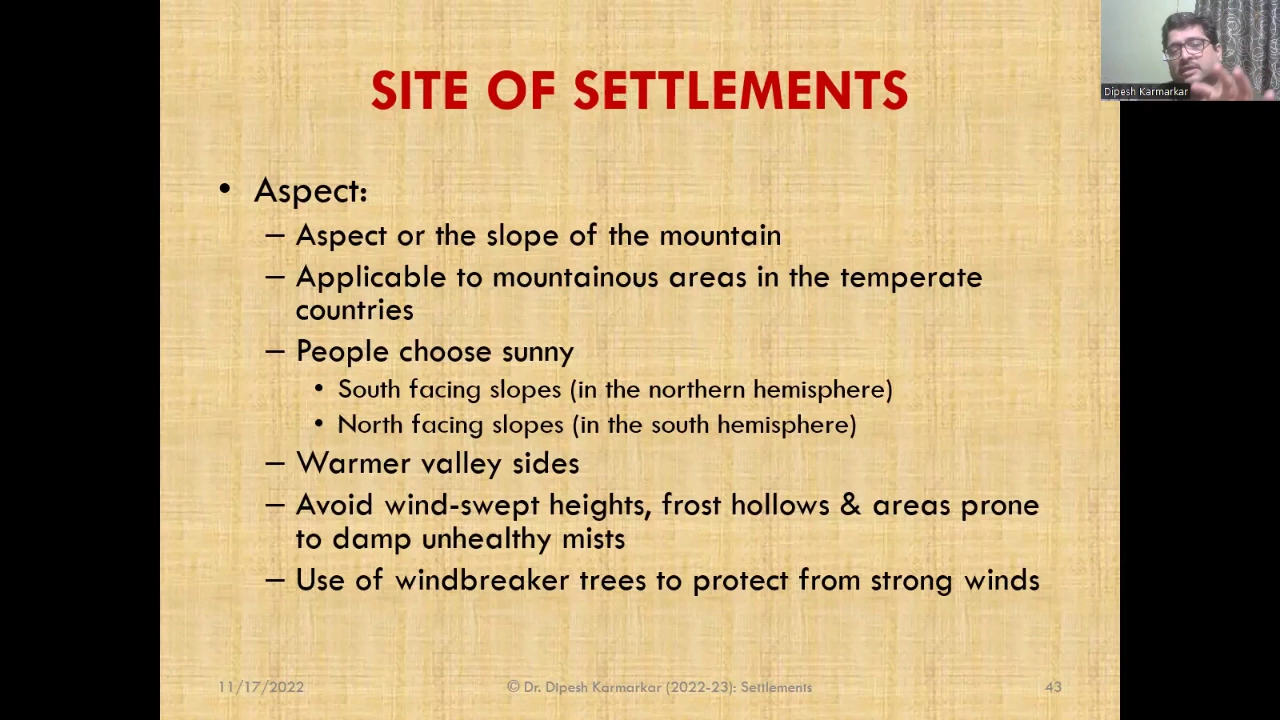 SITE OF SETTLEMENTS
• Aspect:
– Aspect or the slope of the mountain
– Applicable to mountainous areas in the temperate
countries
– People choose sunny
• South facing slopes (in the northern hemisphere)
• North facing slopes (in the south hemisphere)
– Warmer valley sides
– Avoid wind-swept heights, frost hollows & areas prone
to damp unhealthy mists
– Use of windbreaker trees to protect from strong winds
11/17/2022 © Dr. Dipesh Karmarkar (2022-23): Settlements 43
Dipesh Karmarkar